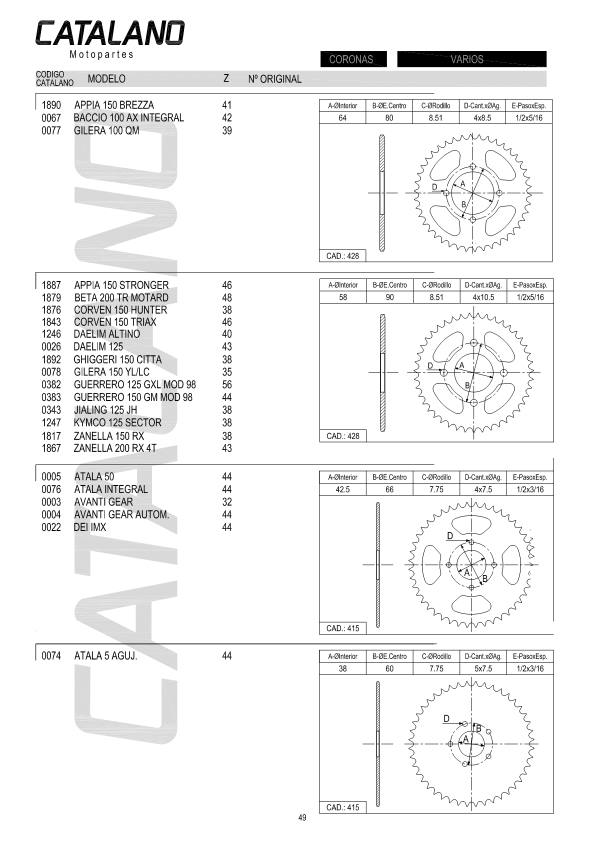 CATALANO
Motopartes
CORONAS VARIOS
CODIGO CATALANO MODELO Z Nº ORIGINAL
1890 APPIA 150 BREZZA 41
0067 BACCIO 100 AX INTEGRAL 42
0077 GILERA 100 QM 39
A-ØInterior B-ØE.Centro C-ØRodillo D-Cant.xØAg. E-PasoxEsp.
64 80 8.51 4x8.5 1/2x5/16
D A B
CAD.: 428
1887 APPIA 150 STRONGER 46
1879 BETA 200 TR MOTARD 48
1876 CORVEN 150 HUNTER 38
1843 CORVEN 150 TRIAX 46
1246 DAELIM ALTINO 40
0026 DAELIM 125 43
1892 GHIGGERI 150 CITTA 38
0078 GILERA 150 YL/LC 35
0382 GUERRERO 125 GXL MOD 98 56
0383 GUERRERO 150 GM MOD 98 44
0343 JIALING 125 JH 38
1247 KYMCO 125 SECTOR 38
1817 ZANELLA 150 RX 38
1867 ZANELLA 200 RX 4T 43
A-ØInterior B-ØE.Centro C-ØRodillo D-Cant.xØAg. E-PasoxEsp.
58 90 8.51 4x10.5 1/2x5/16
D A B
CAD.: 428
0005 ATALA 50 44
0076 ATALA INTEGRAL 44
0003 AVANTI GEAR 32
0004 AVANTI GEAR AUTOM. 44
0022 DEI IMX 44
A-ØInterior B-ØE.Centro C-ØRodillo D-Cant.xØAg. E-PasoxEsp.
42.5 66 7.75 4x7.5 1/2x3/16
D A B
CAD.: 415
0074 ATALA 5 AGUJ. 44
A-ØInterior B-ØE.Centro C-ØRodillo D-Cant.xØAg. E-PasoxEsp.
38 60 7.75 5x7.5 1/2x3/16
D B A
CAD.: 415
CATALANO CATALANO
49